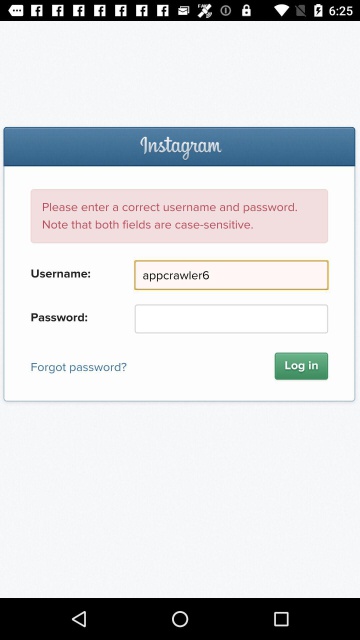 6:25
Instagram
Please enter a correct username and password.
Note that both fields are case-sensitive.
Username:
appcrawler6
Password:
Forgot password?
Log in